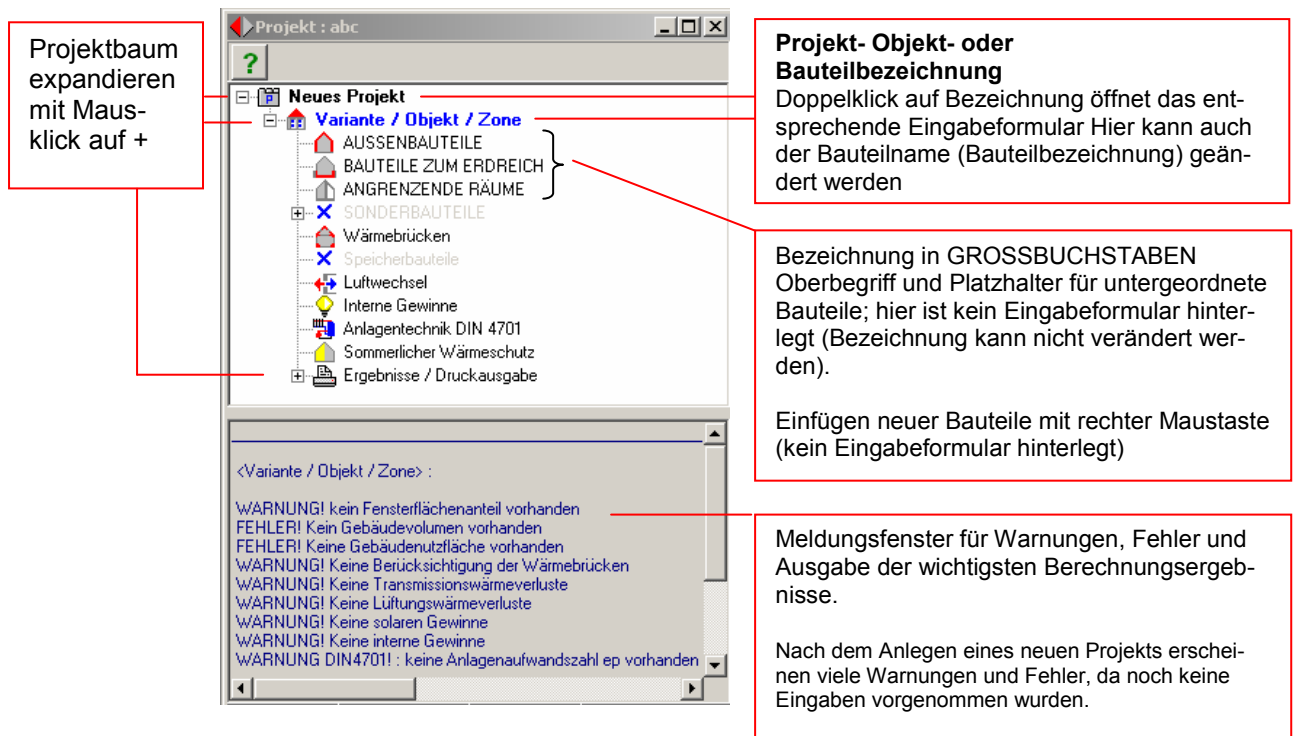 Projektbaum
expandieren
mit Maus-
klick auf +
Projekt : abc
?
Neues Projekt
Variante / Objekt / Zone
AUSSENBAUTEILE
BAUTEILE ZUM ERDREICH
ANGRENZENDE RÄUME
SONDERBAUTEILE
Wärmebrücken
Speicherbauteile
Luftwechsel
Interne Gewinne
Anlagentechnik DIN 4701
Sommerlicher Wärmeschutz
Ergebnisse / Druckausgabe
<Variante / Objekt / Zone> :
WARNUNG! kein Fensterflächenanteil vorhanden
FEHLER! Kein Gebäudevolumen vorhanden
FEHLER! Keine Gebäudenutzfläche vorhanden
WARNUNG! Keine Berücksichtigung der Wärmebrücken
WARNUNG! Keine Transmissionswärmeverluste
WARNUNG! Keine Lüftungswärmeverluste
WARNUNG! Keine solaren Gewinne
WARNUNG! Keine interne Gewinne
WARNUNG DIN4701! : keine Anlagenaufwandszahl ep vorhanden
Projekt- Objekt- oder
Bauteilbezeichnung
Doppelklick auf Bezeichnung öffnet das ent-
sprechende Eingabeformular Hier kann auch
der Bauteilname (Bauteilbezeichnung) geän-
dert werden
Bezeichnung in GROSSBUCHSTABEN
Oberbegriff und Platzhalter für untergeordnete
Bauteile; hier ist kein Eingabeformular hinter-
legt (Bezeichnung kann nicht verändert wer-
den).
Einfügen neuer Bauteile mit rechter Maustaste
(kein Eingabeformular hinterlegt)
Meldungsfenster für Warnungen, Fehler und
Ausgabe der wichtigsten Berechnungsergeb-
nisse.
Nach dem Anlegen eines neuen Projekts erschei-
nen viele Warnungen und Fehler, da noch keine
Eingaben vorgenommen wurden.